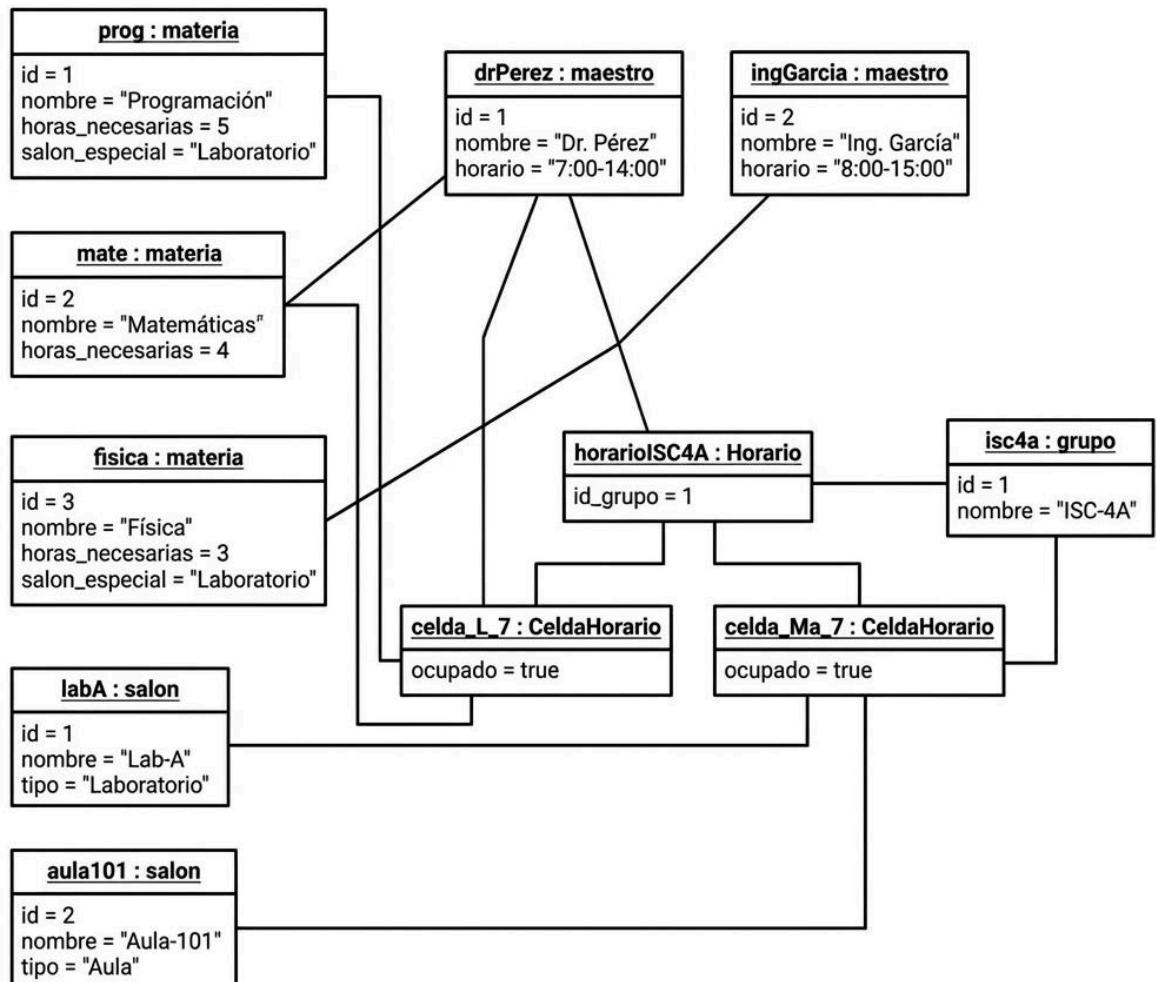 prog : materia
id = 1
nombre = "Programación"
horas_necesarias = 5
salon_especial = "Laboratorio"
drPerez : maestro
id = 1
nombre = "Dr. Pérez"
horario = "7:00-14:00"
ingGarcia : maestro
id = 2
nombre = "Ing. García"
horario = "8:00-15:00"
mate : materia
id = 2
nombre = "Matemáticas"
horas_necesarias = 4
fisica : materia
id = 3
nombre = "Física"
horas_necesarias = 3
salon_especial = "Laboratorio"
horarioISC4A : Horario
id_grupo = 1
isc4a : grupo
id = 1
nombre = "ISC-4A"
celda_L_7 : CeldaHorario
ocupado = true
celda_Ma_7 : CeldaHorario
ocupado = true
labA : salon
id = 1
nombre = "Lab-A"
tipo = "Laboratorio"
aula101 : salon
id = 2
nombre = "Aula-101"
tipo = "Aula"